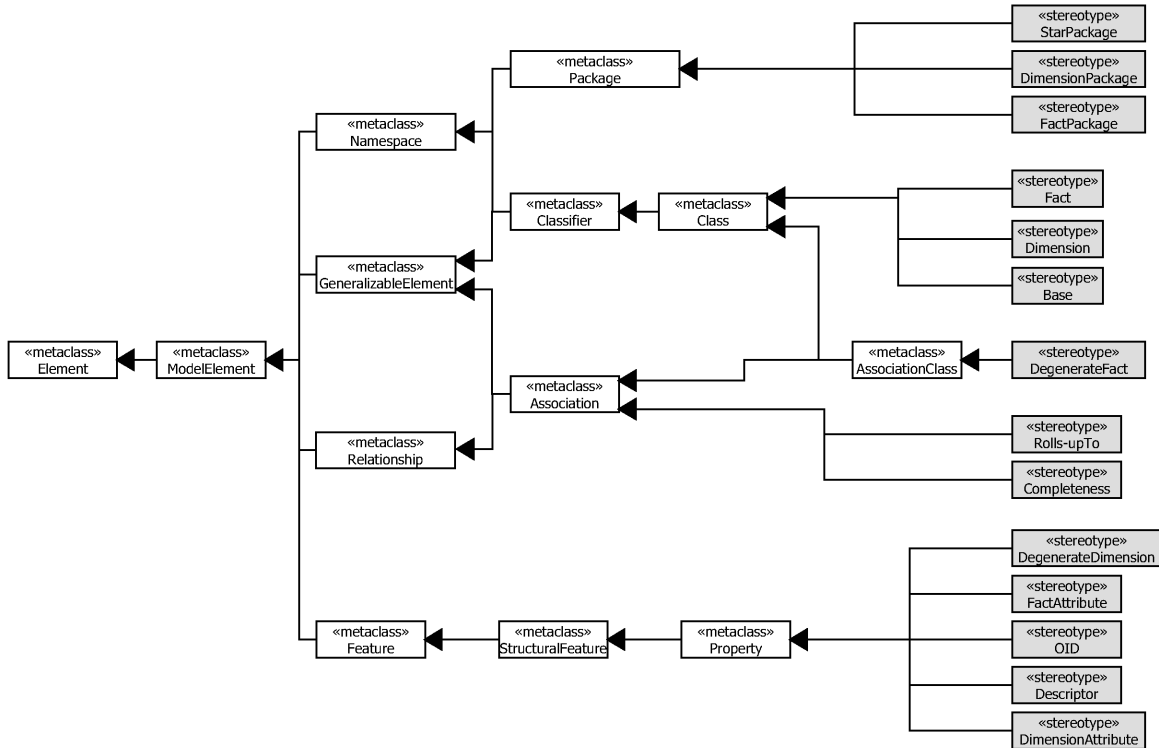 «stereotype»
StarPackage
«metaclass»
Package
«stereotype»
DimensionPackage
«stereotype»
FactPackage
«metaclass»
Namespace
«stereotype»
Fact
«metaclass»
Classifier
«metaclass»
Class
«stereotype»
Dimension
«metaclass»
GeneralizableElement
«stereotype»
Base
«metaclass»
Element
«metaclass»
ModelElement
«metaclass»
AssociationClass
«stereotype»
DegenerateFact
«metaclass»
Association
«stereotype»
Rolls-upTo
«metaclass»
Relationship
«stereotype»
Completeness
«stereotype»
DegenerateDimension
«stereotype»
FactAttribute
«metaclass»
Feature
«metaclass»
StructuralFeature
«metaclass»
Property
«stereotype»
OID
«stereotype»
Descriptor
«stereotype»
DimensionAttribute